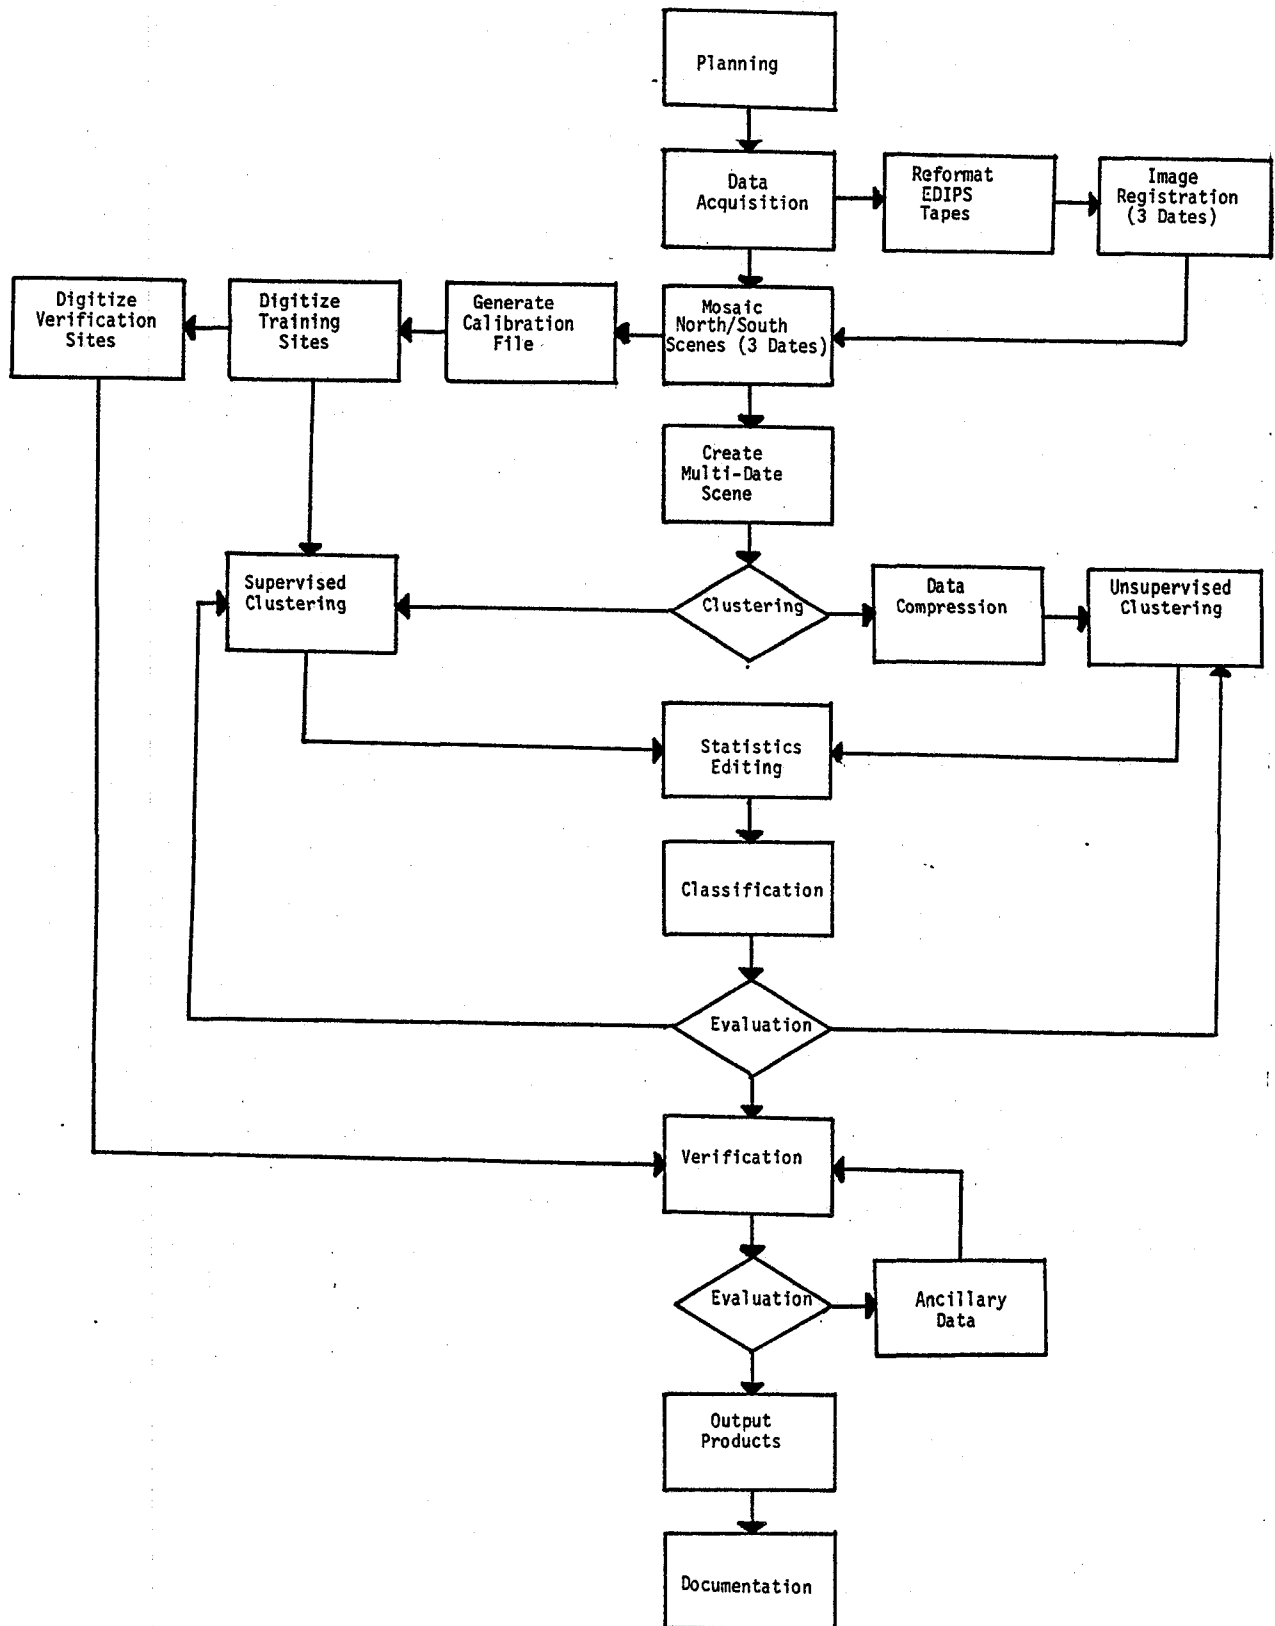 Planning
Data
Acquisition
Reformat
EDIPS
Tapes
Image
Registration
(3 Dates)
Digitize
Verification
Sites
Digitize
Training
Sites
Generate
Calibration
File
Mosaic
North/South
Scenes (3 Dates)
Create
Multi-Date
Scene
Supervised
Clustering
Clustering
Data
Compression
Unsupervised
Clustering
Statistics
Editing
Classification
Evaluation
Verification
Evaluation
Ancillary
Data
Output
Products
Documentation